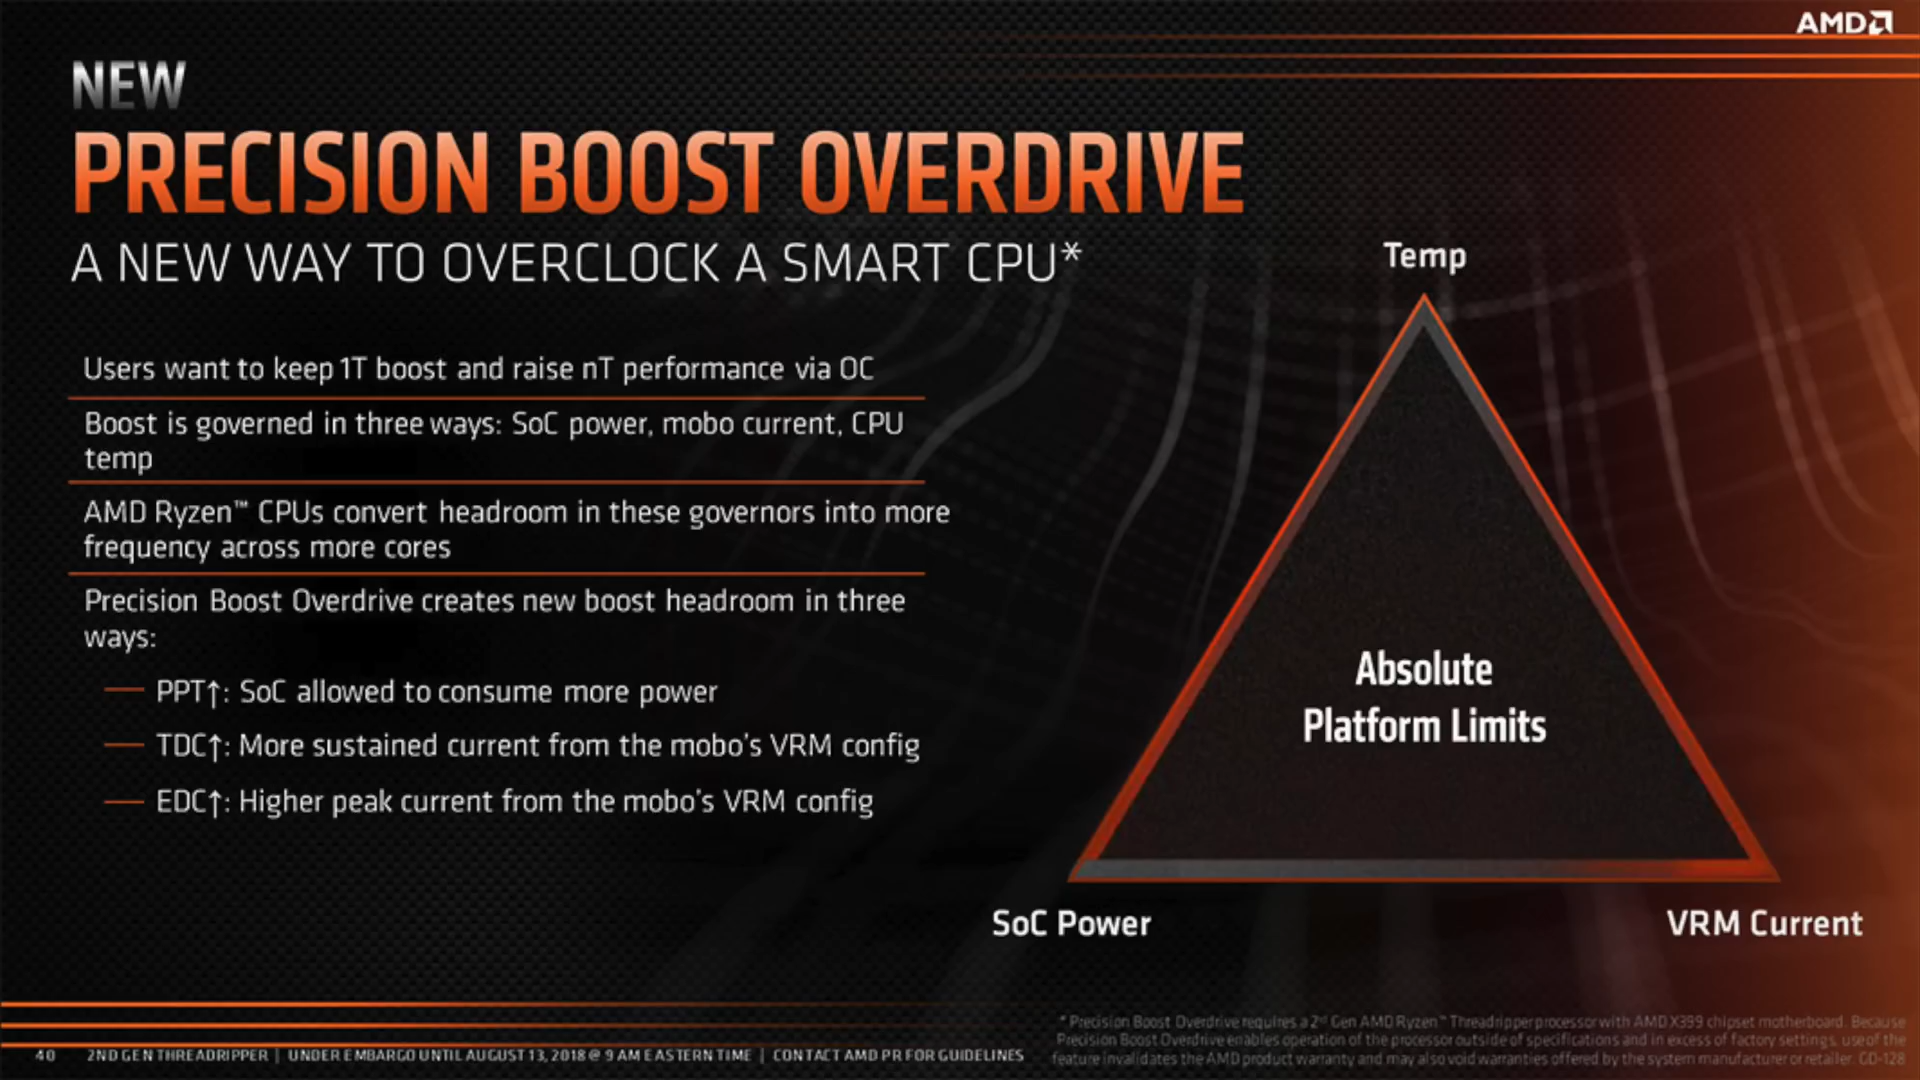 AMD
NEW
PRECISION BOOST OVERDRIVE
A NEW WAY TO OVERCLOCK A SMART CPU*
Users want to keep 1T boost and raise nT performance via OC
Boost is governed in three ways: SoC power, mobo current, CPU
temp
AMD Ryzen™ CPUs convert headroom in these governors into more
frequency across more cores
Precision Boost Overdrive creates new boost headroom in three
ways:
— PPT↑: SoC allowed to consume more power
— TDC↑: More sustained current from the mobo's VRM config
— EDC↑: Higher peak current from the mobo's VRM config
Temp
Absolute
Platform Limits
SoC Power
VRM Current
* Precision Boost Overdrive requires a 2nd Gen AMD Ryzen™ Threadripper processor with AMD X399 chipset motherboard. Because
Precision Boost Overdrive enables operation of the processor outside of specifications and in excess of factory settings, use of the
feature invalidates the AMD product warranty and may also void warranties offered by the system manufacturer or retailer. GD-128
40 2ND GEN THREADRIPPER | UNDER EMBARGO UNTIL AUGUST 13, 2018 @ 9 AM EASTERN TIME | CONTACT AMD PR FOR GUIDELINES